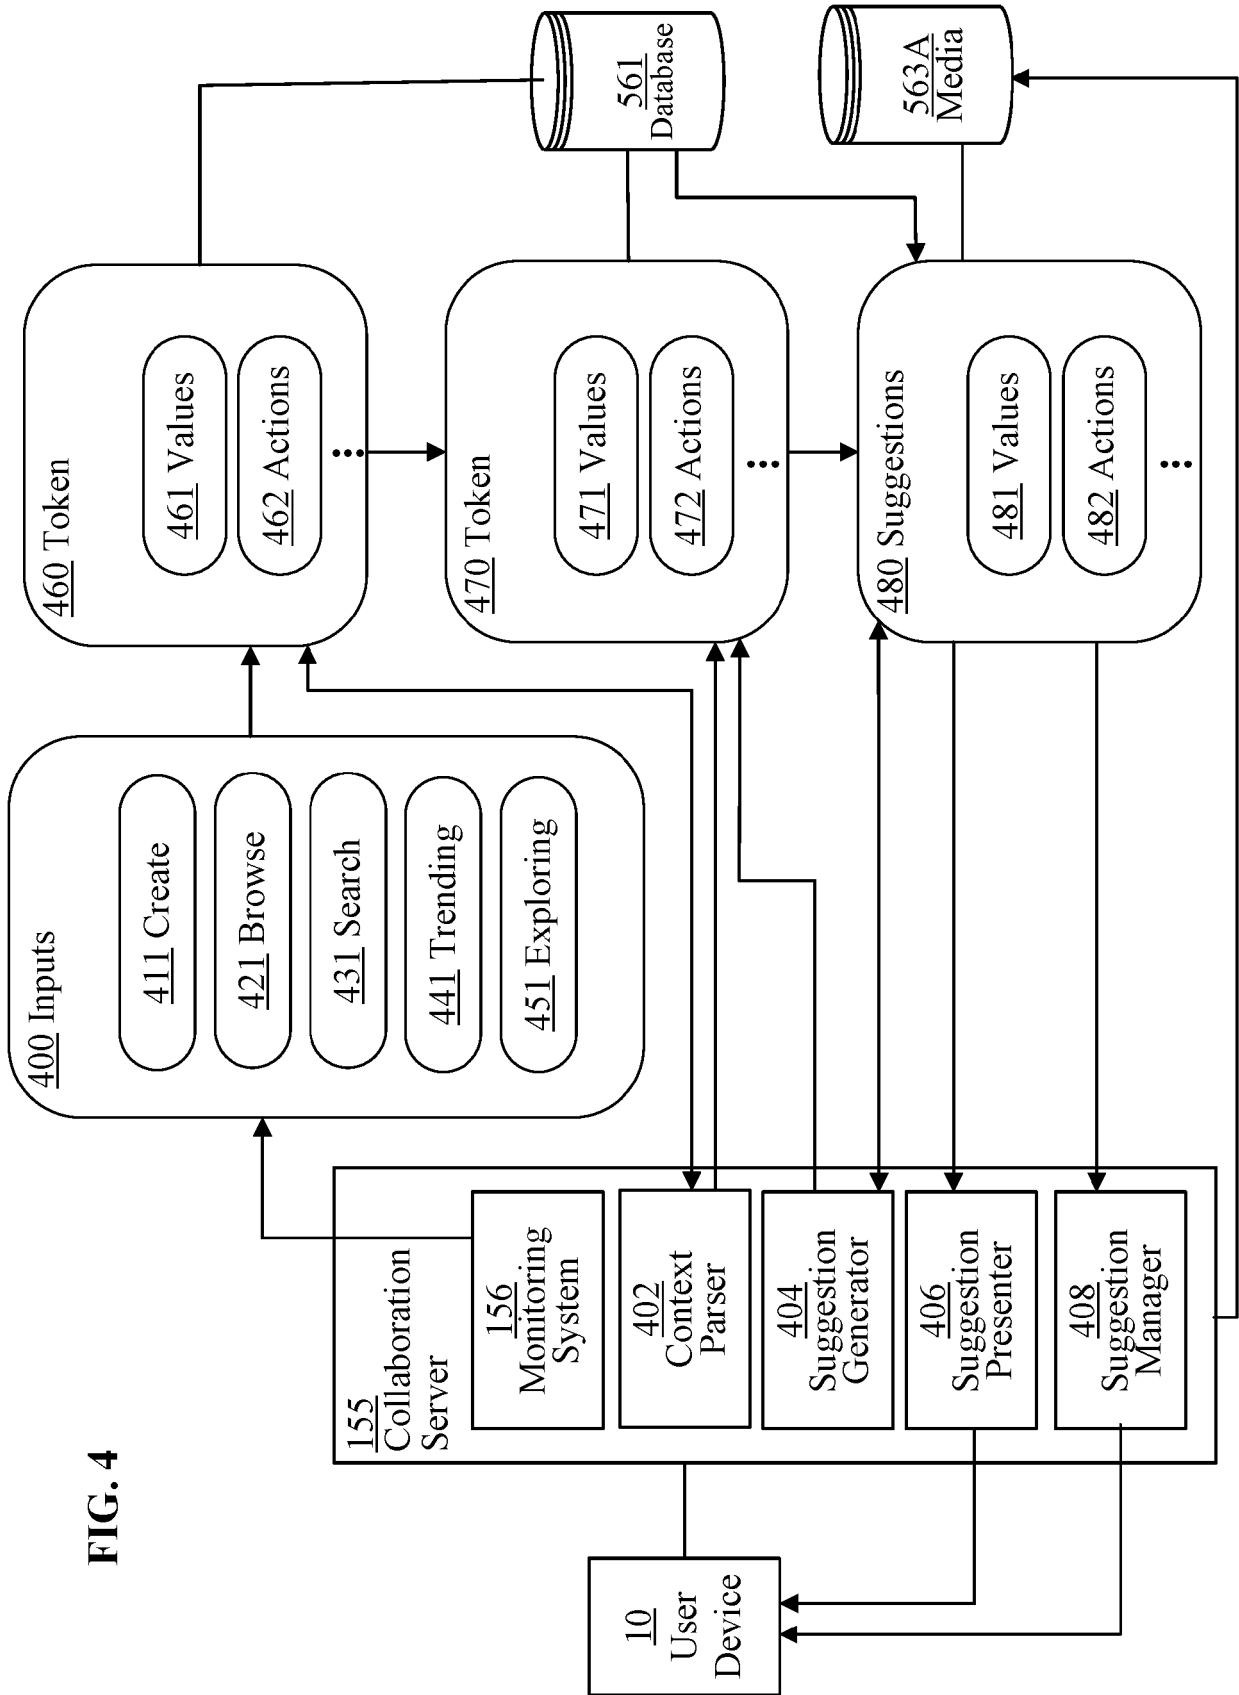 FIG. 4
10
User
Device
155
Collaboration
Server
156
Monitoring
System
402
Context
Parser
404
Suggestion
Generator
406
Suggestion
Presenter
408
Suggestion
Manager
400 Inputs
411 Create
421 Browse
431 Search
441 Trending
451 Exploring
460 Token
461 Values
462 Actions
...
470 Token
471 Values
472 Actions
...
480 Suggestions
481 Values
482 Actions
...
561
Database
563A
Media